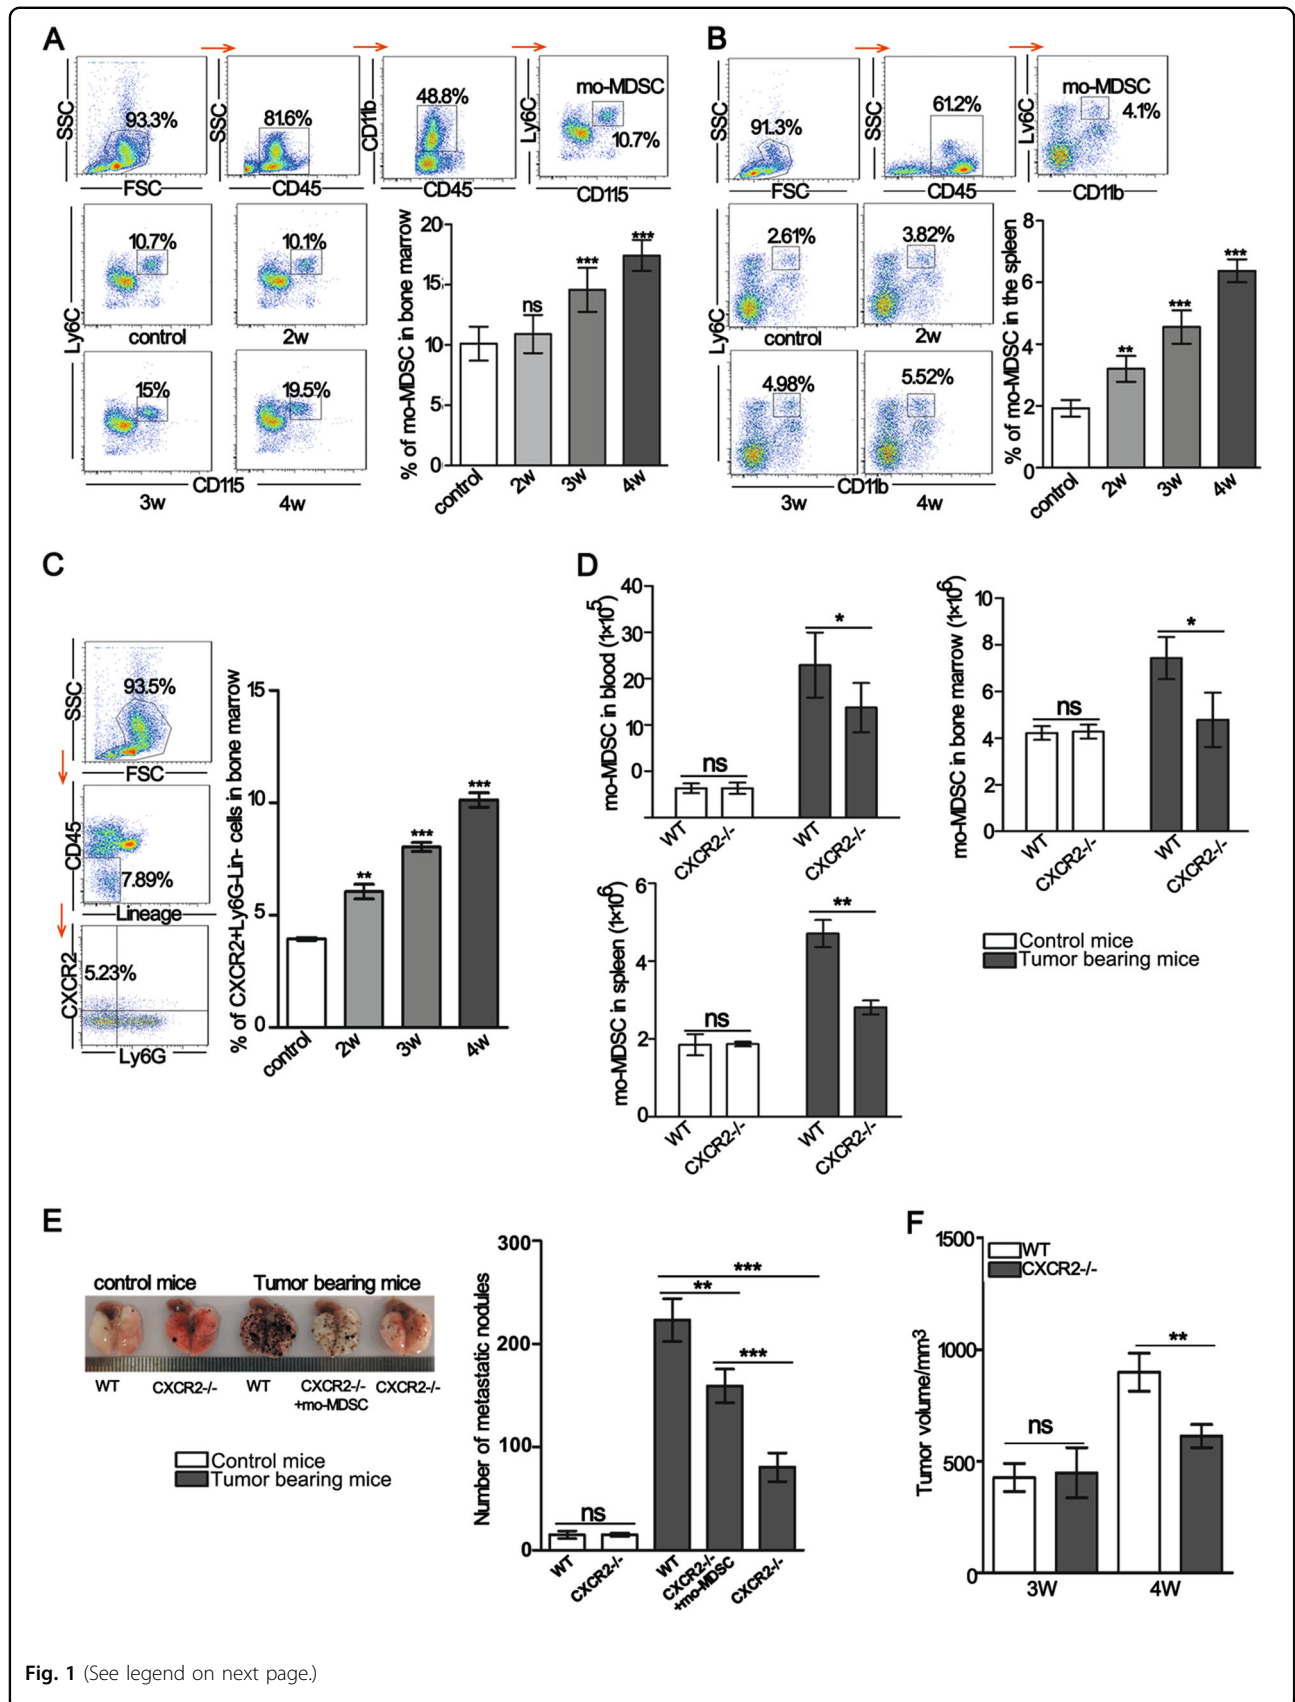 A
SSC
93.3%
FSC
SSC
81.6%
CD45
CD11b
48.8%
CD45
Ly6C
mo-MDSC
10.7%
CD115
Ly6C
10.7%
control
10.1%
2w
15%
3w
19.5%
4w
CD115
% of mo-MDSC in bone marrow
20
15
10
5
0
ns
***
***
control
2w
3w
4w
B
SSC
91.3%
FSC
SSC
61.2%
CD45
Ly6C
mo-MDSC
4.1%
CD11b
Ly6C
2.61%
control
3.82%
2w
4.98%
3w
5.52%
4w
CD11b
% of mo-MDSC in the spleen
8
6
4
2
0
**
***
***
control
2w
3w
4w
C
SSC
93.5%
FSC
CD45
7.89%
Lineage
CXCR2
5.23%
Ly6G
% of CXCR2+Ly6G-Lin- cells in bone marrow
15
10
5
0
**
***
***
control
2w
3w
4w
D
mo-MDSC in blood (1×10^5)
40
30
20
10
0
ns
*
WT
CXCR2-/-
WT
CXCR2-/-
mo-MDSC in bone marrow (1×10^6)
10
8
6
4
2
0
ns
*
WT
CXCR2-/-
WT
CXCR2-/-
mo-MDSC in spleen (1×10^6)
6
4
2
0
ns
**
WT
CXCR2-/-
WT
CXCR2-/-
Control mice
Tumor bearing mice
E
control mice
Tumor bearing mice
WT
CXCR2-/-
WT
CXCR2-/-
+mo-MDSC
CXCR2-/-
Control mice
Tumor bearing mice
Number of metastatic nodules
300
200
100
0
ns
***
**
***
WT
CXCR2-/-
WT
CXCR2-/-
+mo-MDSC
CXCR2-/-
F
WT
CXCR2-/-
Tumor volume/mm³
1500
1000
500
0
ns
**
3W
4W
Fig. 1 (See legend on next page.)